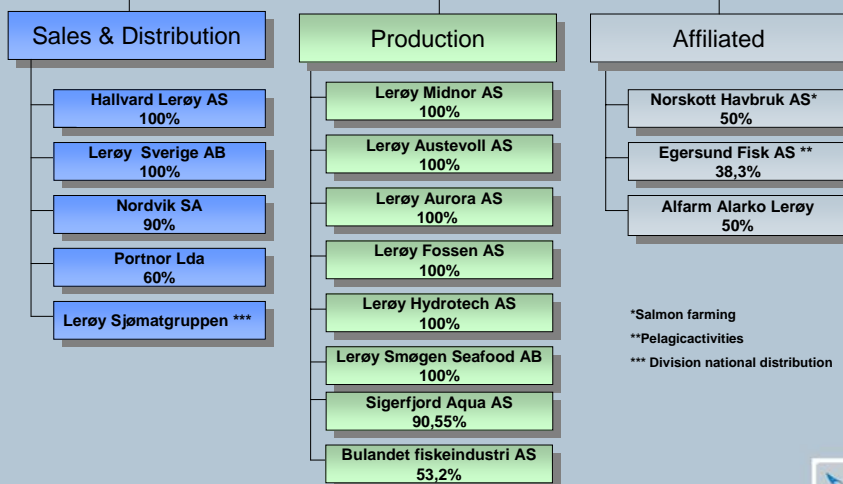 Sales & Distribution
Hallvard Lerøy AS
100%
Lerøy Sverige AB
100%
Nordvik SA
90%
Portnor Lda
60%
Lerøy Sjømatgruppen ***
Production
Lerøy Midnor AS
100%
Lerøy Austevoll AS
100%
Lerøy Aurora AS
100%
Lerøy Fossen AS
100%
Lerøy Hydrotech AS
100%
Lerøy Smøgen Seafood AB
100%
Sigerfjord Aqua AS
90,55%
Bulandet fiskeindustri AS
53,2%
Affiliated
Norskott Havbruk AS*
50%
Egersund Fisk AS **
38,3%
Alfarm Alarko Lerøy
50%
*Salmon farming
**Pelagicactivities
*** Division national distribution